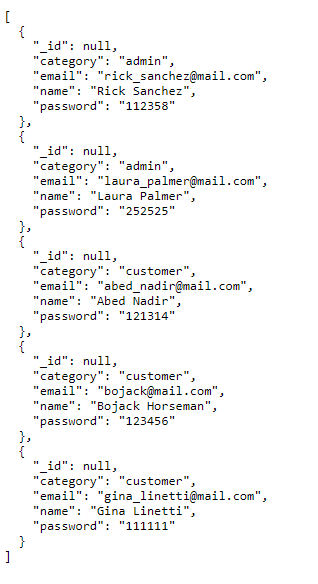 [
  {
    "_id": null,
    "category": "admin",
    "email": "rick_sanchez@mail.com",
    "name": "Rick Sanchez",
    "password": "112358"
  },
  {
    "_id": null,
    "category": "admin",
    "email": "laura_palmer@mail.com",
    "name": "Laura Palmer",
    "password": "252525"
  },
  {
    "_id": null,
    "category": "customer",
    "email": "abed_nadir@mail.com",
    "name": "Abed Nadir",
    "password": "121314"
  },
  {
    "_id": null,
    "category": "customer",
    "email": "bojack@mail.com",
    "name": "Bojack Horseman",
    "password": "123456"
  },
  {
    "_id": null,
    "category": "customer",
    "email": "gina_linetti@mail.com",
    "name": "Gina Linetti",
    "password": "111111"
  }
]